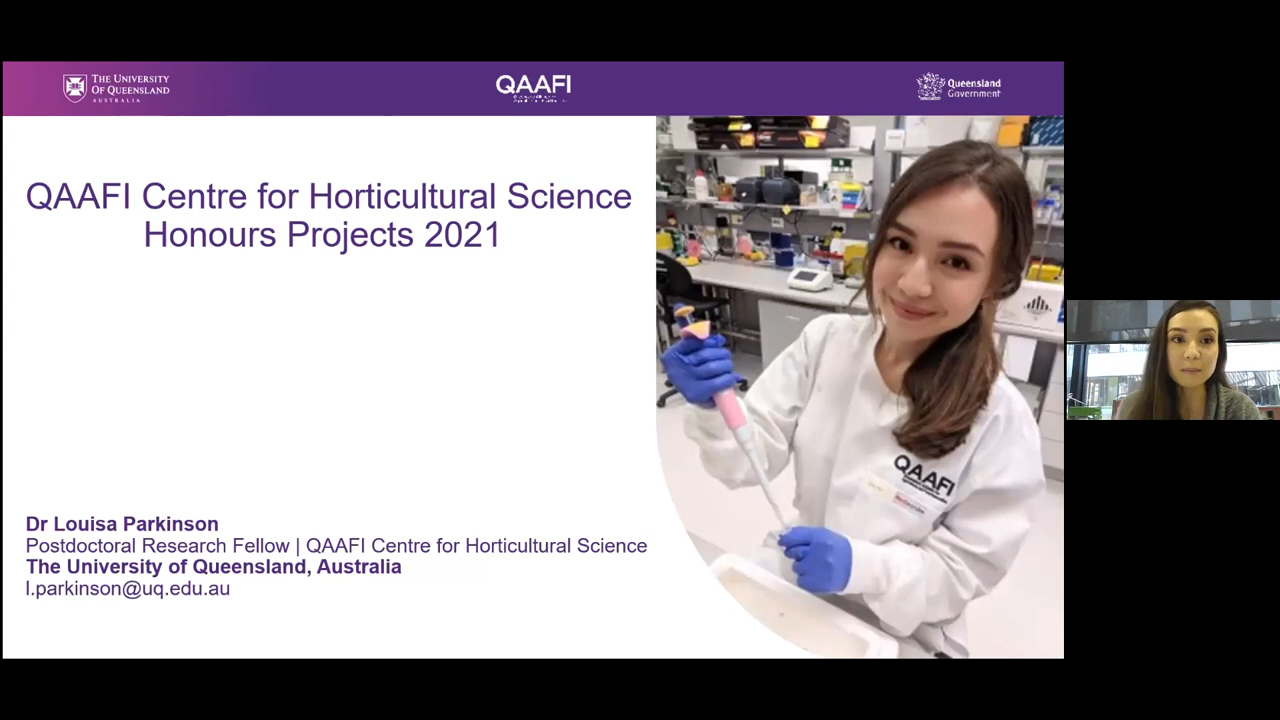 THE UNIVERSITY
OF QUEENSLAND
AUSTRALIA
QAAFI
Queensland
Government
QAAFI Centre for Horticultural Science
Honours Projects 2021
QAAFI
Dr Louisa Parkinson
Postdoctoral Research Fellow | QAAFI Centre for Horticultural Science
The University of Queensland, Australia
l.parkinson@uq.edu.au